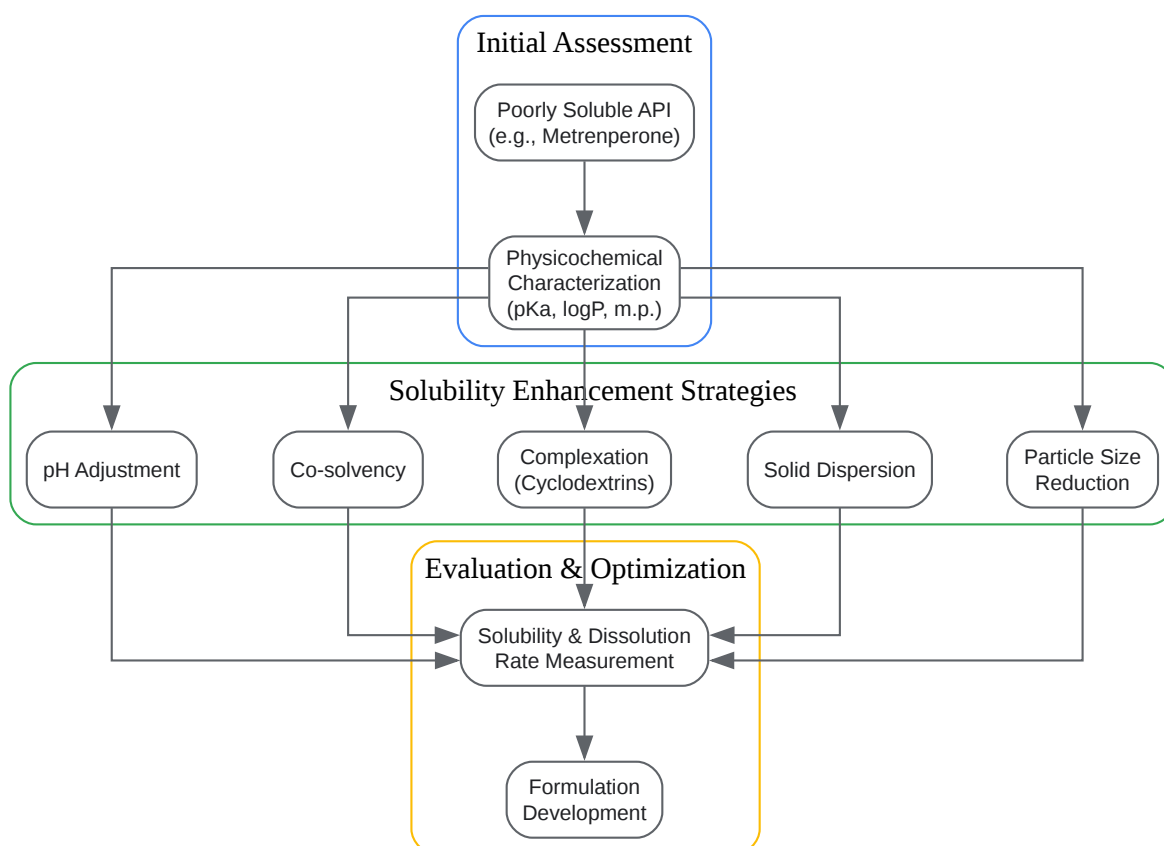 Initial Assessment
Poorly Soluble API
(e.g., Metrenperone)
Physicochemical
Characterization
(pKa, logP, m.p.)
Solubility Enhancement Strategies
pH Adjustment
Co-solvency
Complexation
(Cyclodextrins)
Solid Dispersion
Particle Size
Reduction
Evaluation & Optimization
Solubility & Dissolution
Rate Measurement
Formulation
Development